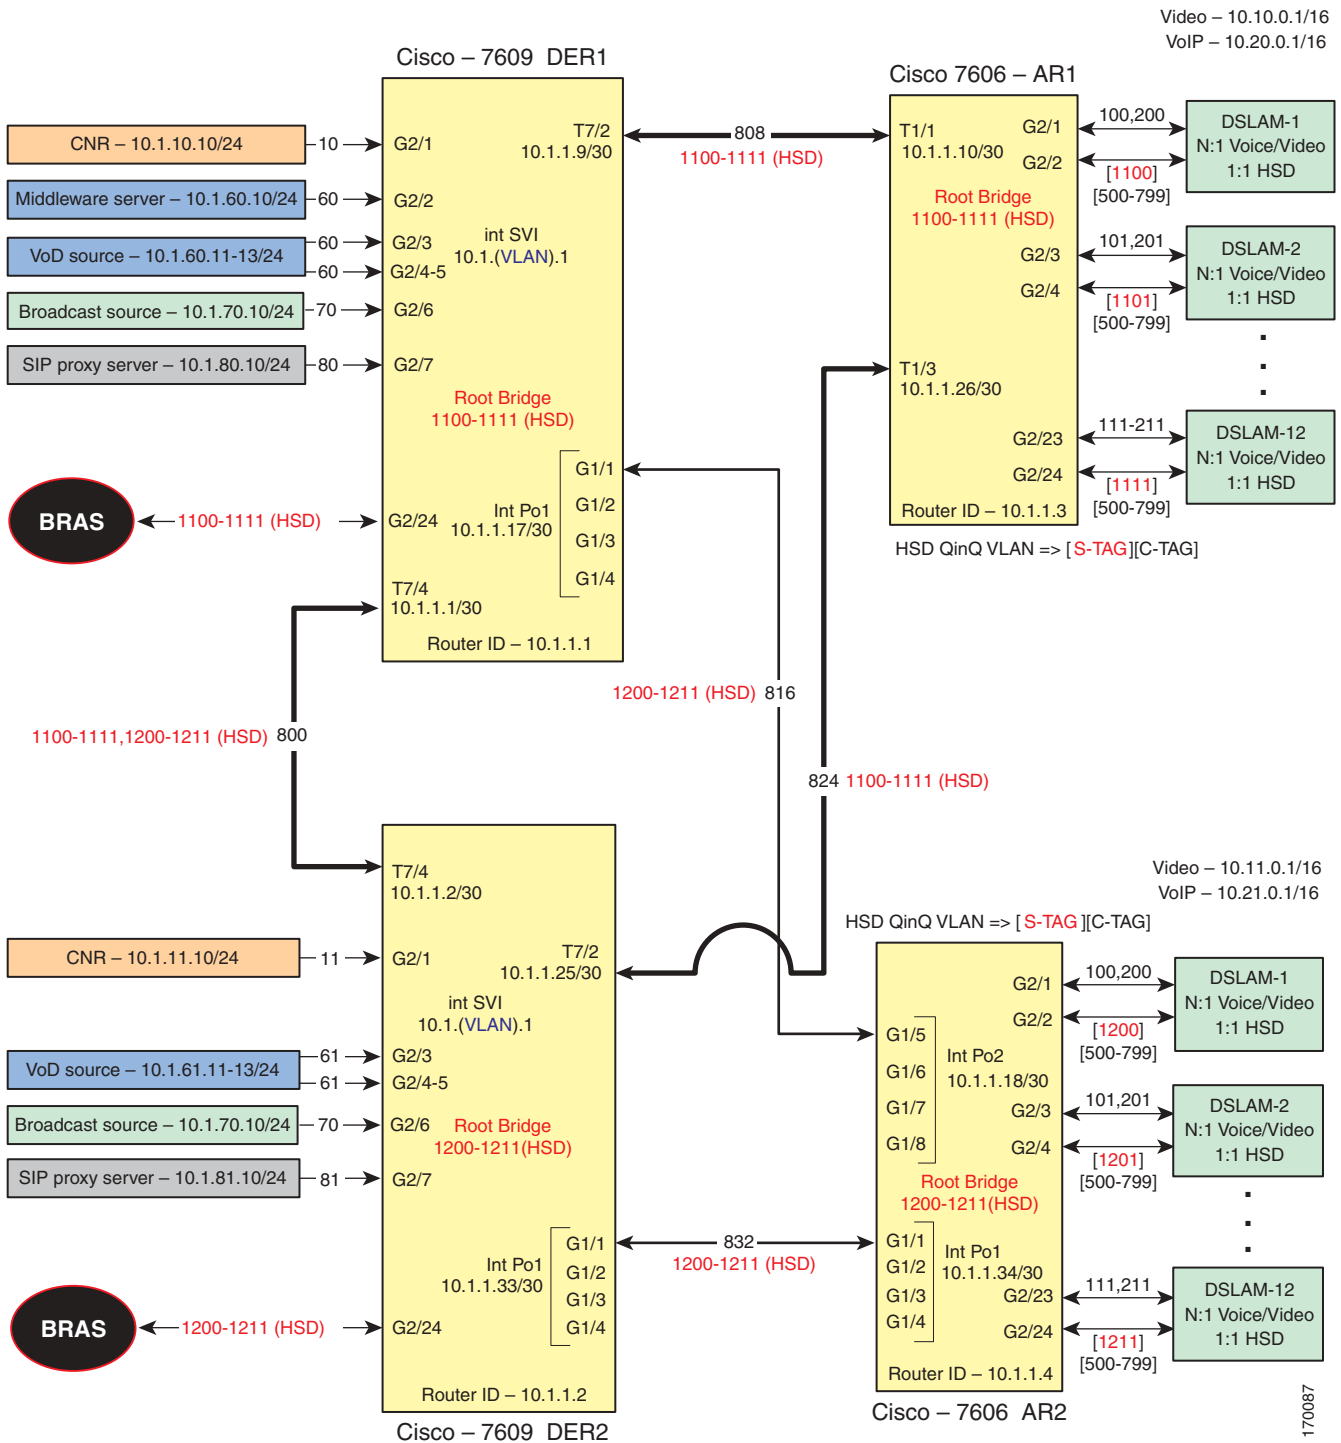 Video – 10.10.0.1/16
VoIP – 10.20.0.1/16
Cisco – 7609 DER1
Cisco 7606 – AR1
CNR – 10.1.10.10/24
10
G2/1
Middleware server – 10.1.60.10/24
60
G2/2
VoD source – 10.1.60.11-13/24
60
G2/3
60
G2/4-5
Broadcast source – 10.1.70.10/24
70
G2/6
SIP proxy server – 10.1.80.10/24
80
G2/7
T7/2
10.1.1.9/30
int SVI
10.1.(VLAN).1
Root Bridge
1100-1111 (HSD)
G1/1
G1/2
G1/3
G1/4
Int Po1
10.1.1.17/30
BRAS
1100-1111 (HSD)
G2/24
T7/4
10.1.1.1/30
Router ID – 10.1.1.1
808
1100-1111 (HSD)
T1/1
10.1.1.10/30
Root Bridge
1100-1111 (HSD)
T1/3
10.1.1.26/30
G2/1
G2/2
G2/3
G2/4
G2/23
G2/24
Router ID – 10.1.1.3
100,200
[1100]
[500-799]
DSLAM-1
N:1 Voice/Video
1:1 HSD
101,201
[1101]
[500-799]
DSLAM-2
N:1 Voice/Video
1:1 HSD
111-211
[1111]
[500-799]
DSLAM-12
N:1 Voice/Video
1:1 HSD
HSD QinQ VLAN => [S-TAG][C-TAG]
1200-1211 (HSD) 816
1100-1111,1200-1211 (HSD) 800
824 1100-1111 (HSD)
T7/4
10.1.1.2/30
CNR – 10.1.11.10/24
11
G2/1
T7/2
10.1.1.25/30
int SVI
10.1.(VLAN).1
VoD source – 10.1.61.11-13/24
61
G2/3
61
G2/4-5
Broadcast source – 10.1.70.10/24
70
G2/6
SIP proxy server – 10.1.81.10/24
81
G2/7
Root Bridge
1200-1211(HSD)
Int Po1
10.1.1.33/30
G1/1
G1/2
G1/3
G1/4
BRAS
1200-1211 (HSD)
G2/24
Router ID – 10.1.1.2
Cisco – 7609 DER2
832
1200-1211 (HSD)
Video – 10.11.0.1/16
VoIP – 10.21.0.1/16
HSD QinQ VLAN => [S-TAG][C-TAG]
G1/5
G1/6
G1/7
G1/8
Int Po2
10.1.1.18/30
Root Bridge
1200-1211(HSD)
G1/1
G1/2
G1/3
G1/4
Int Po1
10.1.1.34/30
G2/1
G2/2
G2/3
G2/4
G2/23
G2/24
Router ID – 10.1.1.4
Cisco – 7606 AR2
100,200
[1200]
[500-799]
DSLAM-1
N:1 Voice/Video
1:1 HSD
101,201
[1201]
[500-799]
DSLAM-2
N:1 Voice/Video
1:1 HSD
111,211
[1211]
[500-799]
DSLAM-12
N:1 Voice/Video
1:1 HSD
170087